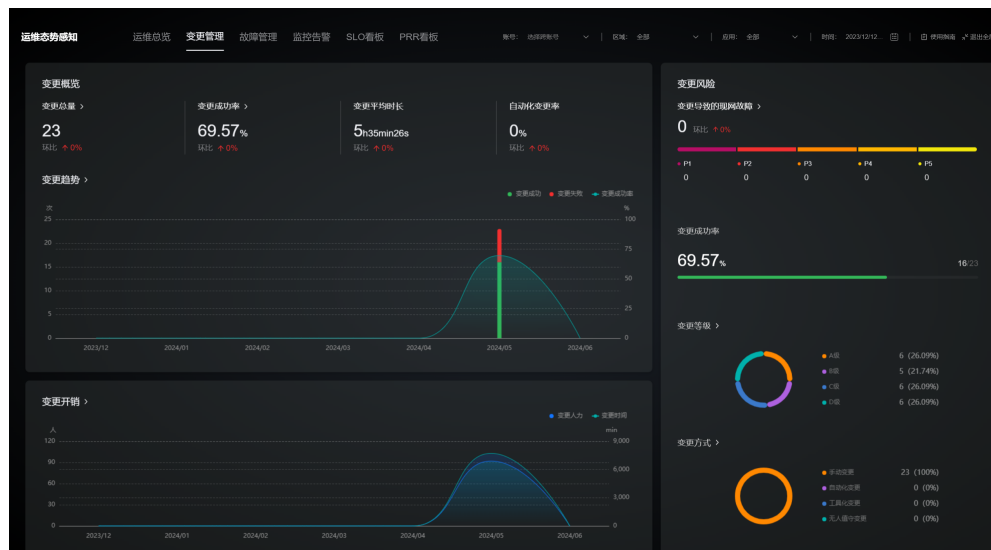 运维态势感知 运维总览 变更管理 故障管理 监控告警 SLO看板 PRR看板 账号: 选择跨账号 区域: 全部 应用: 全部 时间: 2023/12/12... 使用指南 退出全屏
变更概览
变更总量 > 变更成功率 > 变更平均时长 自动化变更率
23 69.57% 5h35min26s 0%
环比 ↑ 0% 环比 ↑ 0% 环比 ↑ 0% 环比 ↑ 0%
变更趋势 >
变更成功 变更失败 变更成功率
次 %
25 100
20
75
15
50
10
25
5
0 0
2023/12 2024/01 2024/02 2024/03 2024/04 2024/05 2024/06
变更开销 >
变更人力 变更时间
人 min
120 9,000
90
6,000
60
3,000
30
0 0
2023/12 2024/01 2024/02 2024/03 2024/04 2024/05 2024/06
变更风险
变更导致的现网故障 >
0 环比 ↑ 0%
P1 P2 P3 P4 P5
0 0 0 0 0
变更成功率
69.57% 16/23
变更等级 >
A级 6 (26.09%)
B级 5 (21.74%)
C级 6 (26.09%)
D级 6 (26.09%)
变更方式 >
手动变更 23 (100%)
自动化变更 0 (0%)
工具化变更 0 (0%)
无人值守变更 0 (0%)